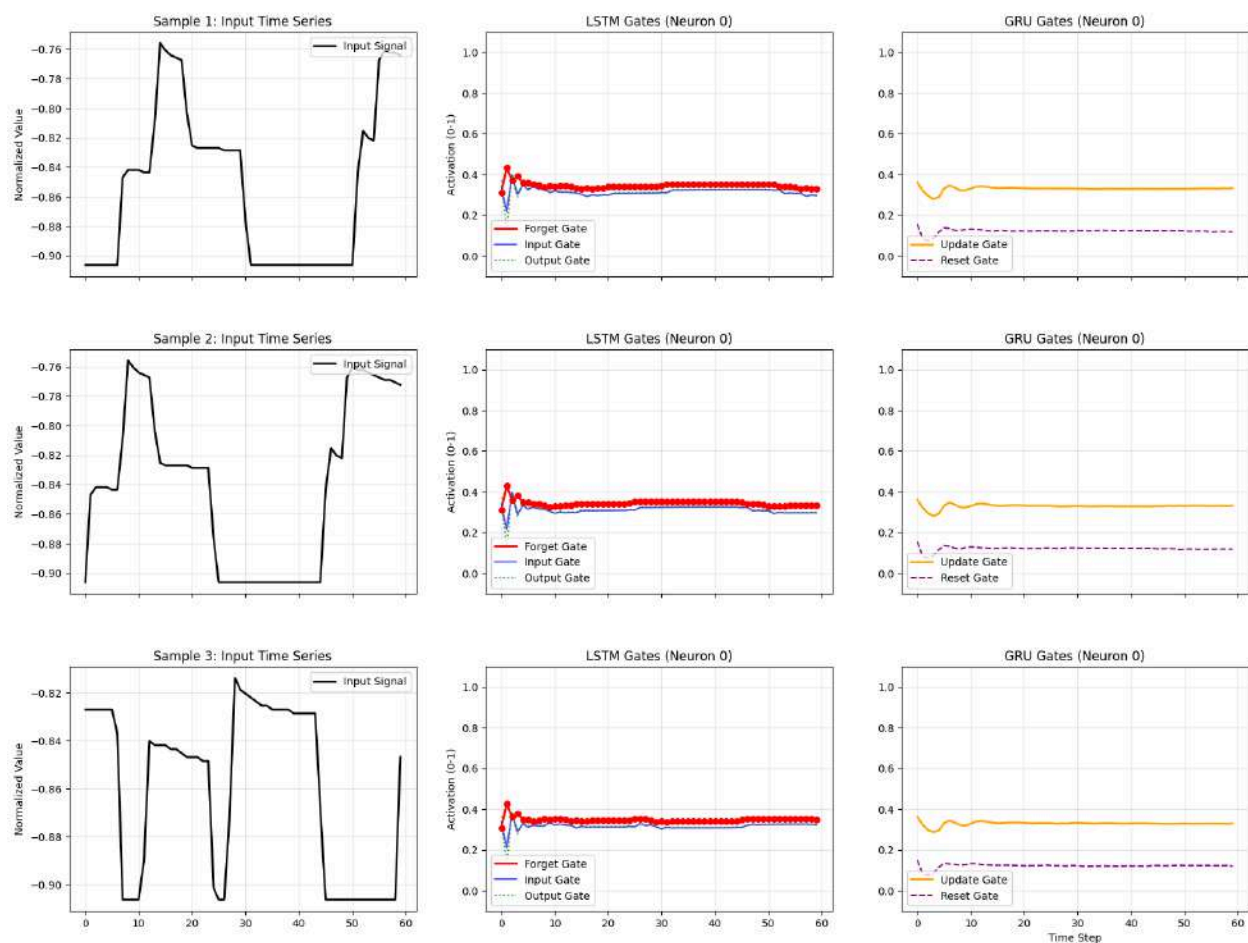 Sample 1: Input Time Series
Input Signal
Normalized Value
−0.76
−0.78
−0.80
−0.82
−0.84
−0.86
−0.88
−0.90
LSTM Gates (Neuron 0)
Activation (0-1)
1.0
0.8
0.6
0.4
0.2
0.0
Forget Gate
Input Gate
Output Gate
GRU Gates (Neuron 0)
1.0
0.8
0.6
0.4
0.2
0.0
Update Gate
Reset Gate
Sample 2: Input Time Series
Input Signal
Normalized Value
−0.76
−0.78
−0.80
−0.82
−0.84
−0.86
−0.88
−0.90
LSTM Gates (Neuron 0)
Activation (0-1)
1.0
0.8
0.6
0.4
0.2
0.0
Forget Gate
Input Gate
Output Gate
GRU Gates (Neuron 0)
1.0
0.8
0.6
0.4
0.2
0.0
Update Gate
Reset Gate
Sample 3: Input Time Series
Input Signal
Normalized Value
−0.82
−0.84
−0.86
−0.88
−0.90
0 10 20 30 40 50 60
LSTM Gates (Neuron 0)
Activation (0-1)
1.0
0.8
0.6
0.4
0.2
0.0
Forget Gate
Input Gate
Output Gate
0 10 20 30 40 50 60
GRU Gates (Neuron 0)
1.0
0.8
0.6
0.4
0.2
0.0
Update Gate
Reset Gate
0 10 20 30 40 50 60
Time Step